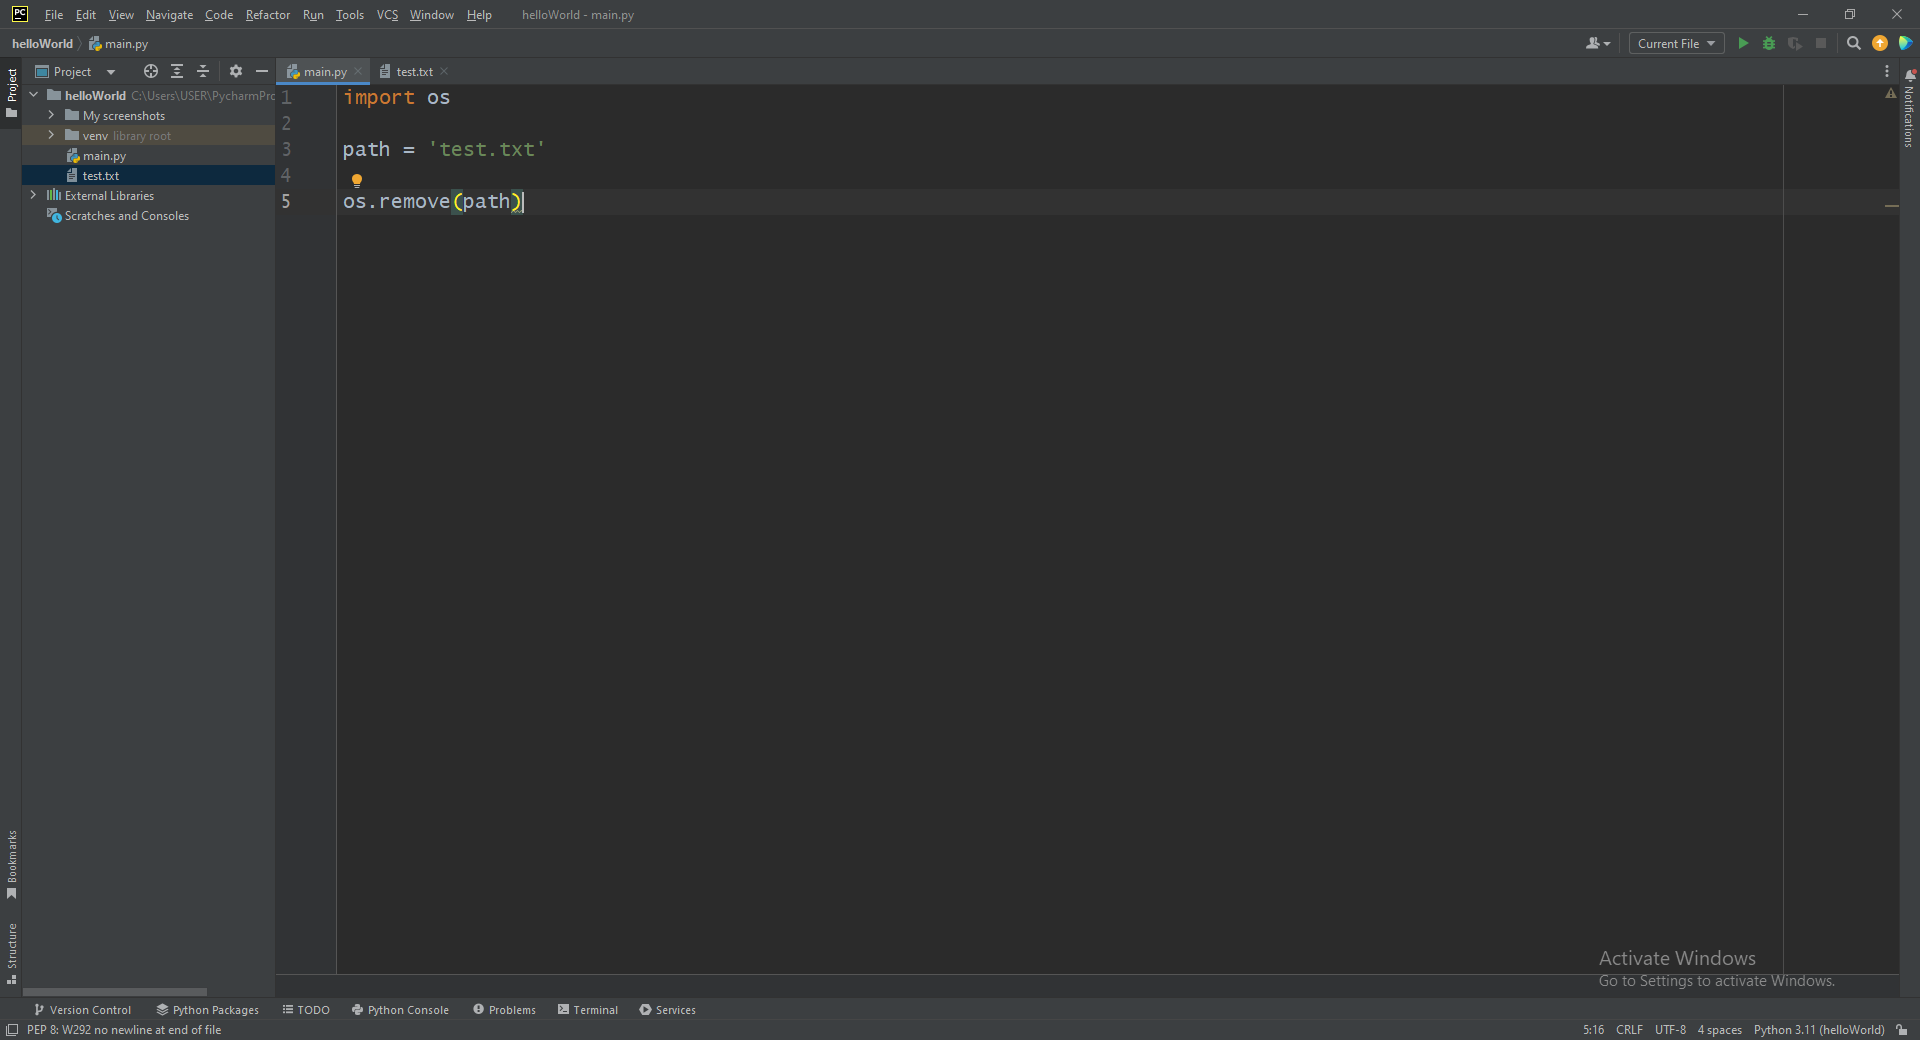 PC File Edit View Navigate Code Refactor Run Tools VCS Window Help helloWorld - main.py
helloWorld main.py Current File
Project main.py test.txt
Project
helloWorld C:\Users\USER\PycharmPro
My screenshots
venv library root
main.py
test.txt
External Libraries
Scratches and Consoles
1 import os
2
3 path = 'test.txt'
4
5 os.remove(path)
Notifications
Bookmarks
Structure
Activate Windows
Go to Settings to activate Windows.
Version Control Python Packages TODO Python Console Problems Terminal Services
PEP 8: W292 no newline at end of file 5:16 CRLF UTF-8 4 spaces Python 3.11 (helloWorld)